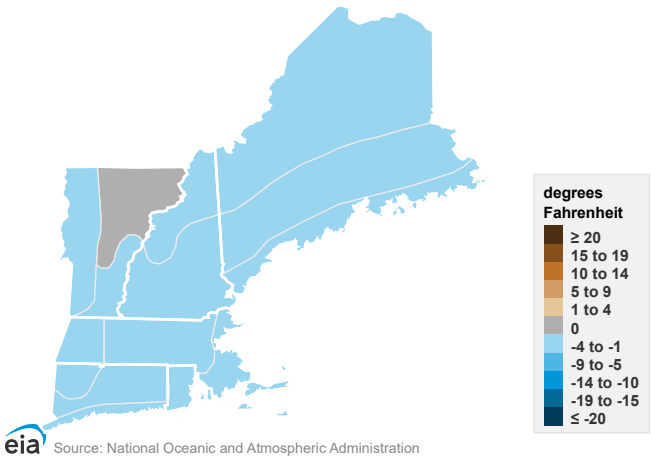 degrees
Fahrenheit
≥ 20
15 to 19
10 to 14
5 to 9
1 to 4
0
-4 to -1
-9 to -5
-14 to -10
-19 to -15
≤ -20
eia
Source: National Oceanic and Atmospheric Administration